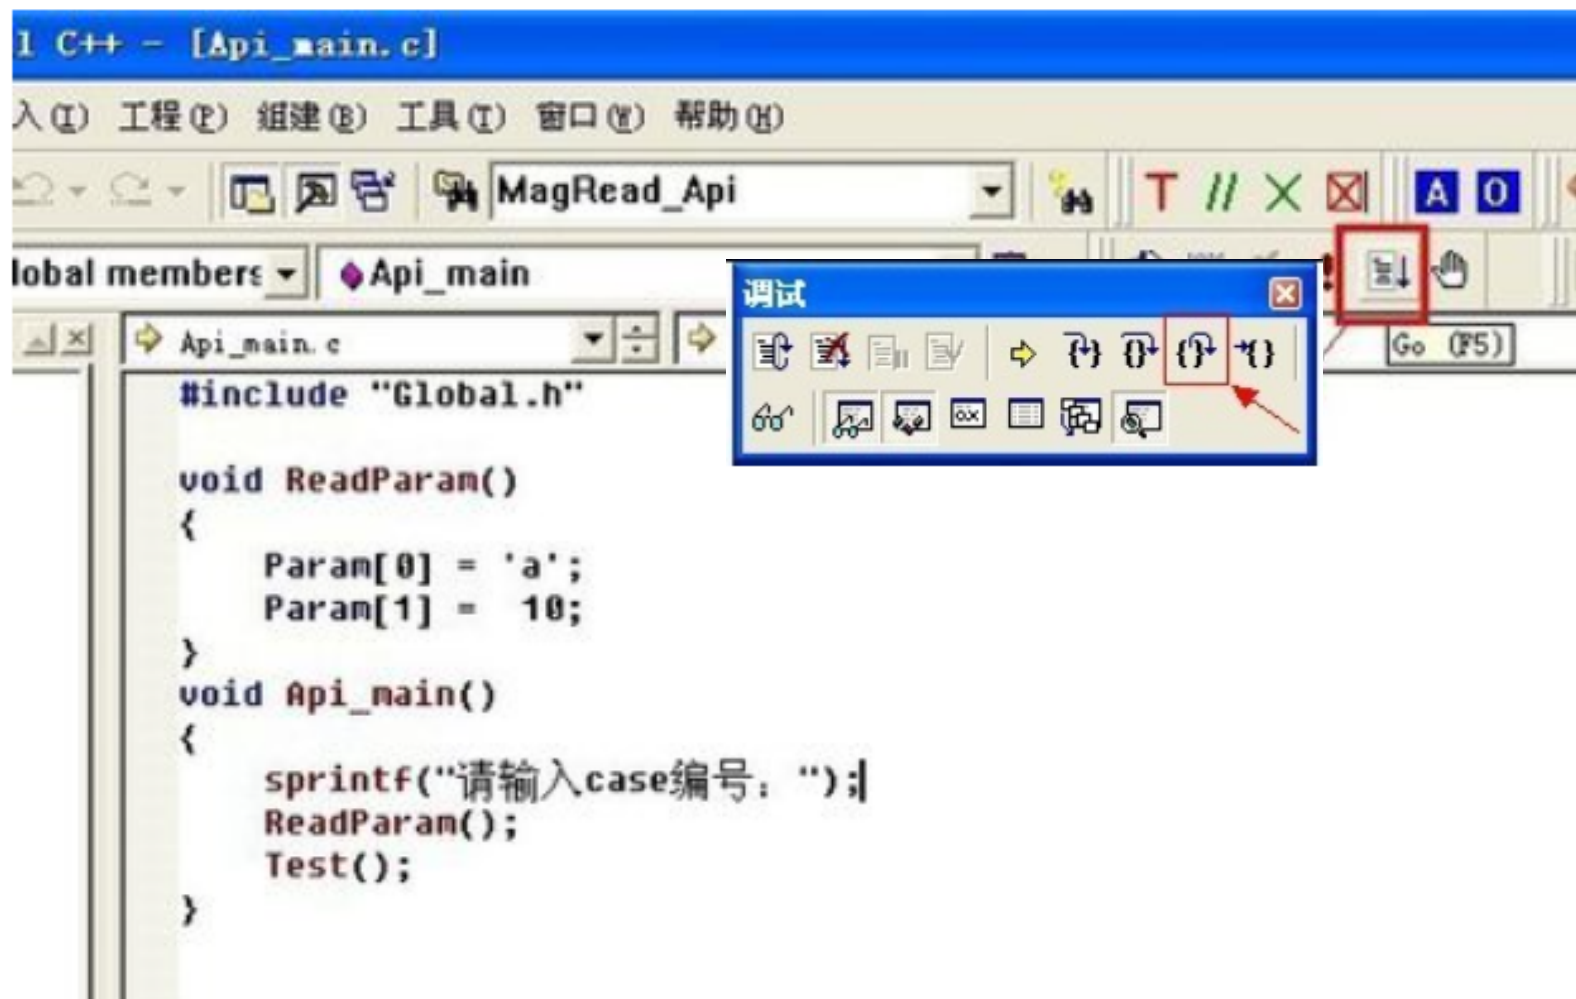 l C++ - [Api_main.c]
入(I) 工程(P) 组建(B) 工具(T) 窗口(W) 帮助(H)
MagRead_Api
T // X
A O
lobal members
Api_main
调试
Api_main.c
Go (F5)
#include "Global.h"
void ReadParam()
{
Param[0] = 'a';
Param[1] = 10;
}
void Api_main()
{
sprintf("请输入case编号：");
ReadParam();
Test();
}